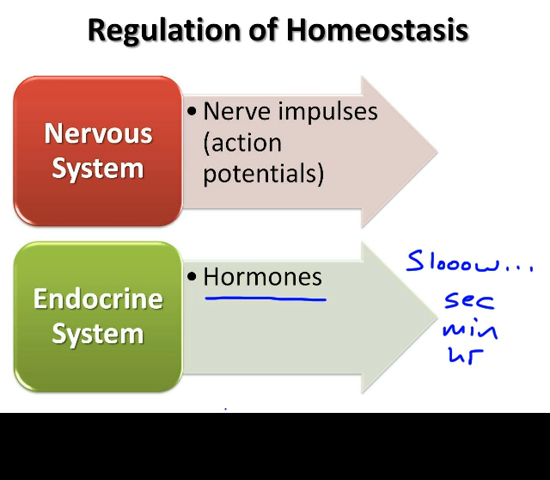 Regulation of Homeostasis
Nervous
System
• Nerve impulses
(action
potentials)
Endocrine
System
• Hormones
Slooow...
sec
min
hr